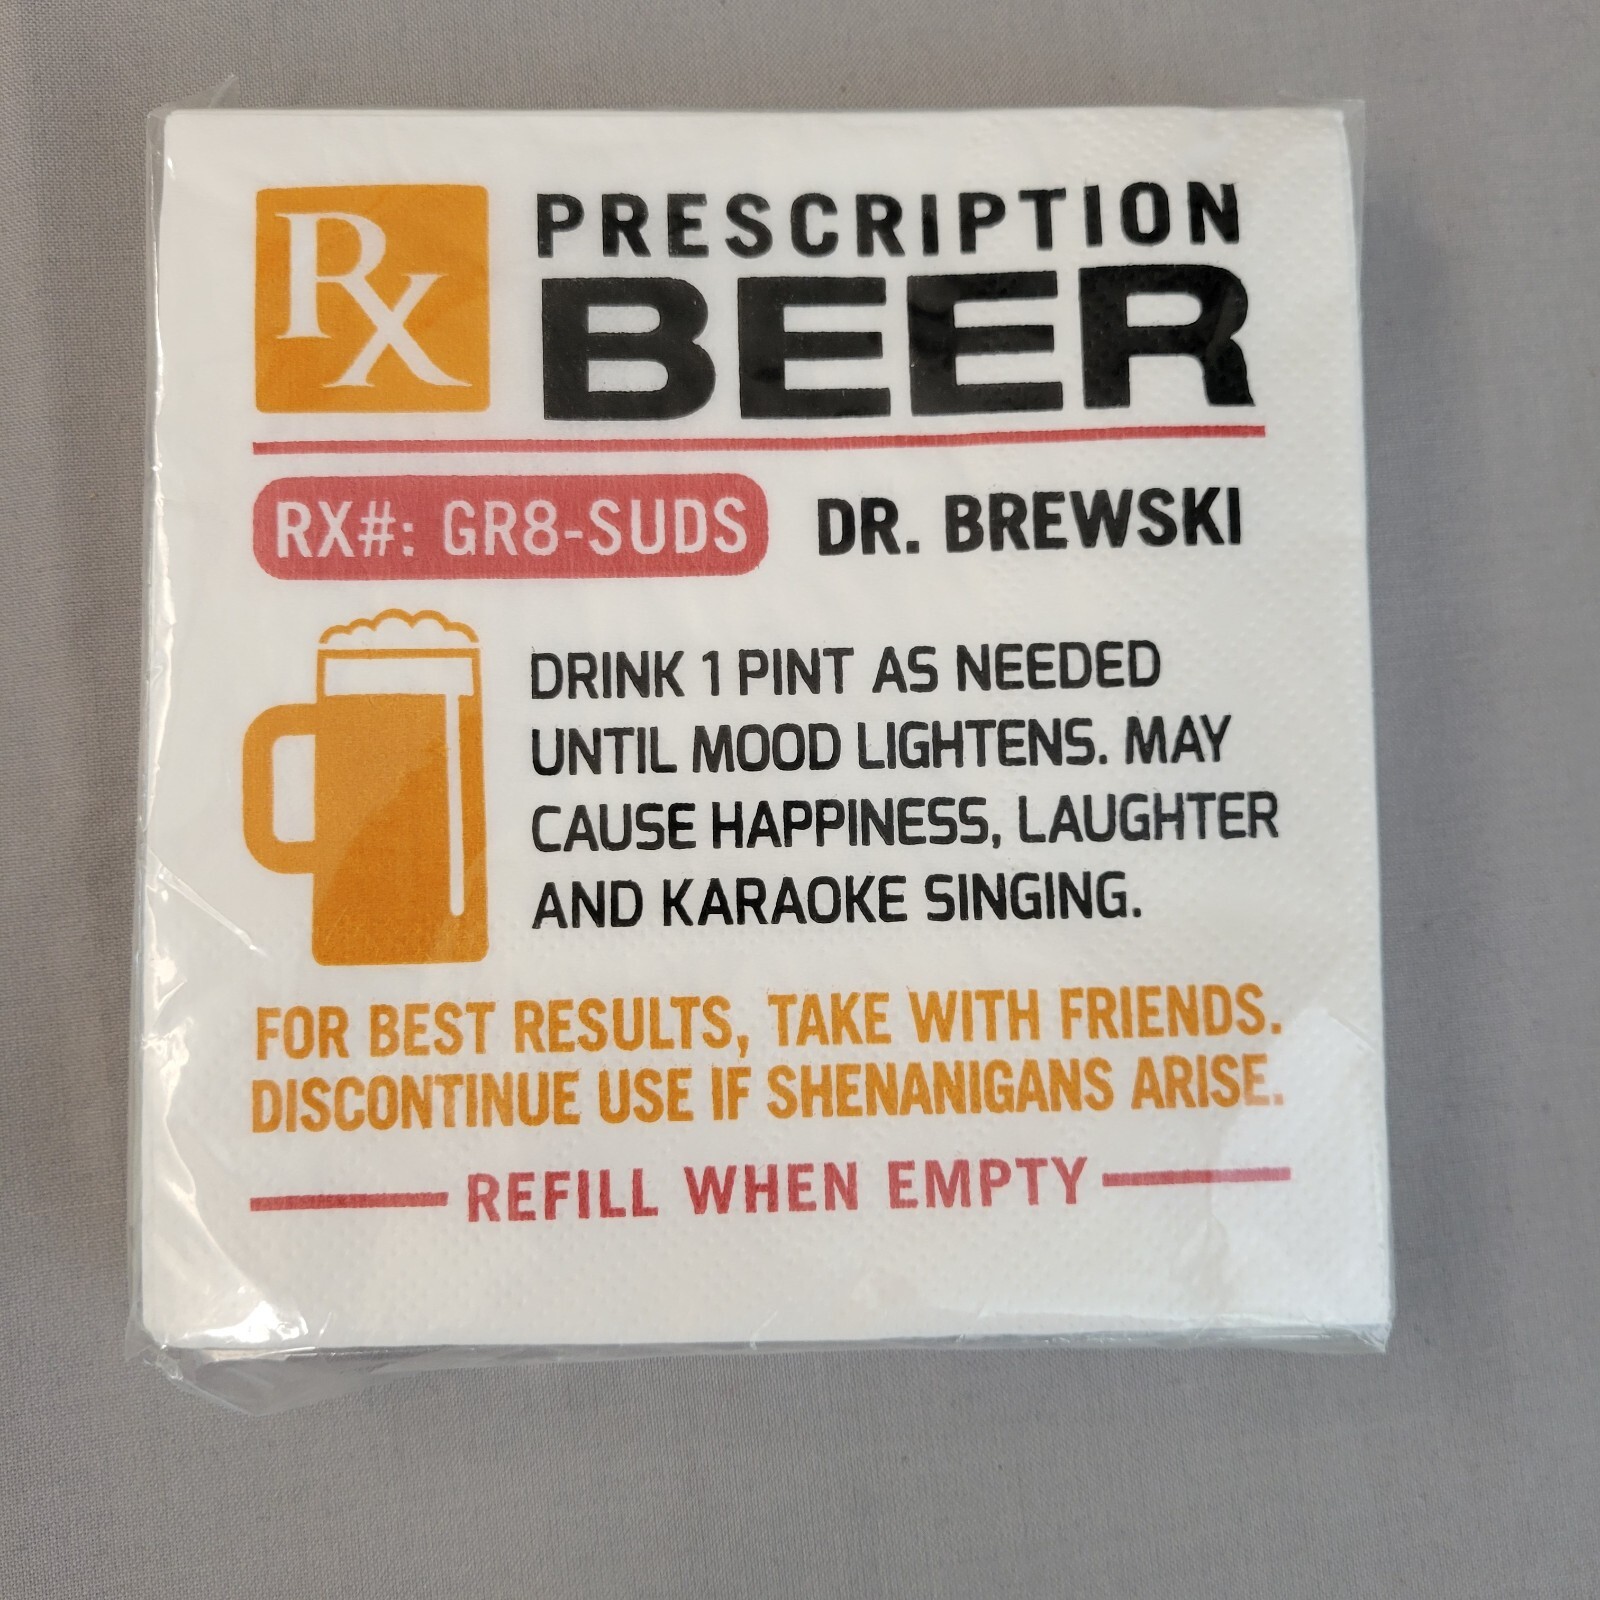 Rx PRESCRIPTION
BEER
RX#: GR8-SUDS DR. BREWSKI
DRINK 1 PINT AS NEEDED
UNTIL MOOD LIGHTENS. MAY
CAUSE HAPPINESS, LAUGHTER
AND KARAOKE SINGING.
FOR BEST RESULTS, TAKE WITH FRIENDS.
DISCONTINUE USE IF SHENANIGANS ARISE.
REFILL WHEN EMPTY